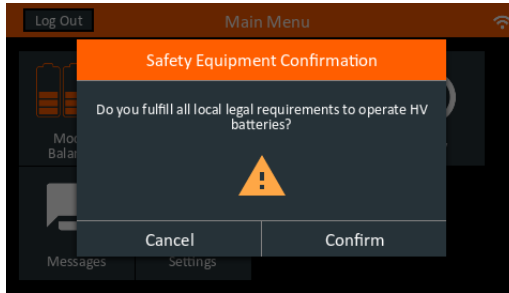 Log Out
Main Menu
Safety Equipment Confirmation
Do you fulfill all local legal requirements to operate HV
batteries?
Cancel
Confirm
Messages
Settings